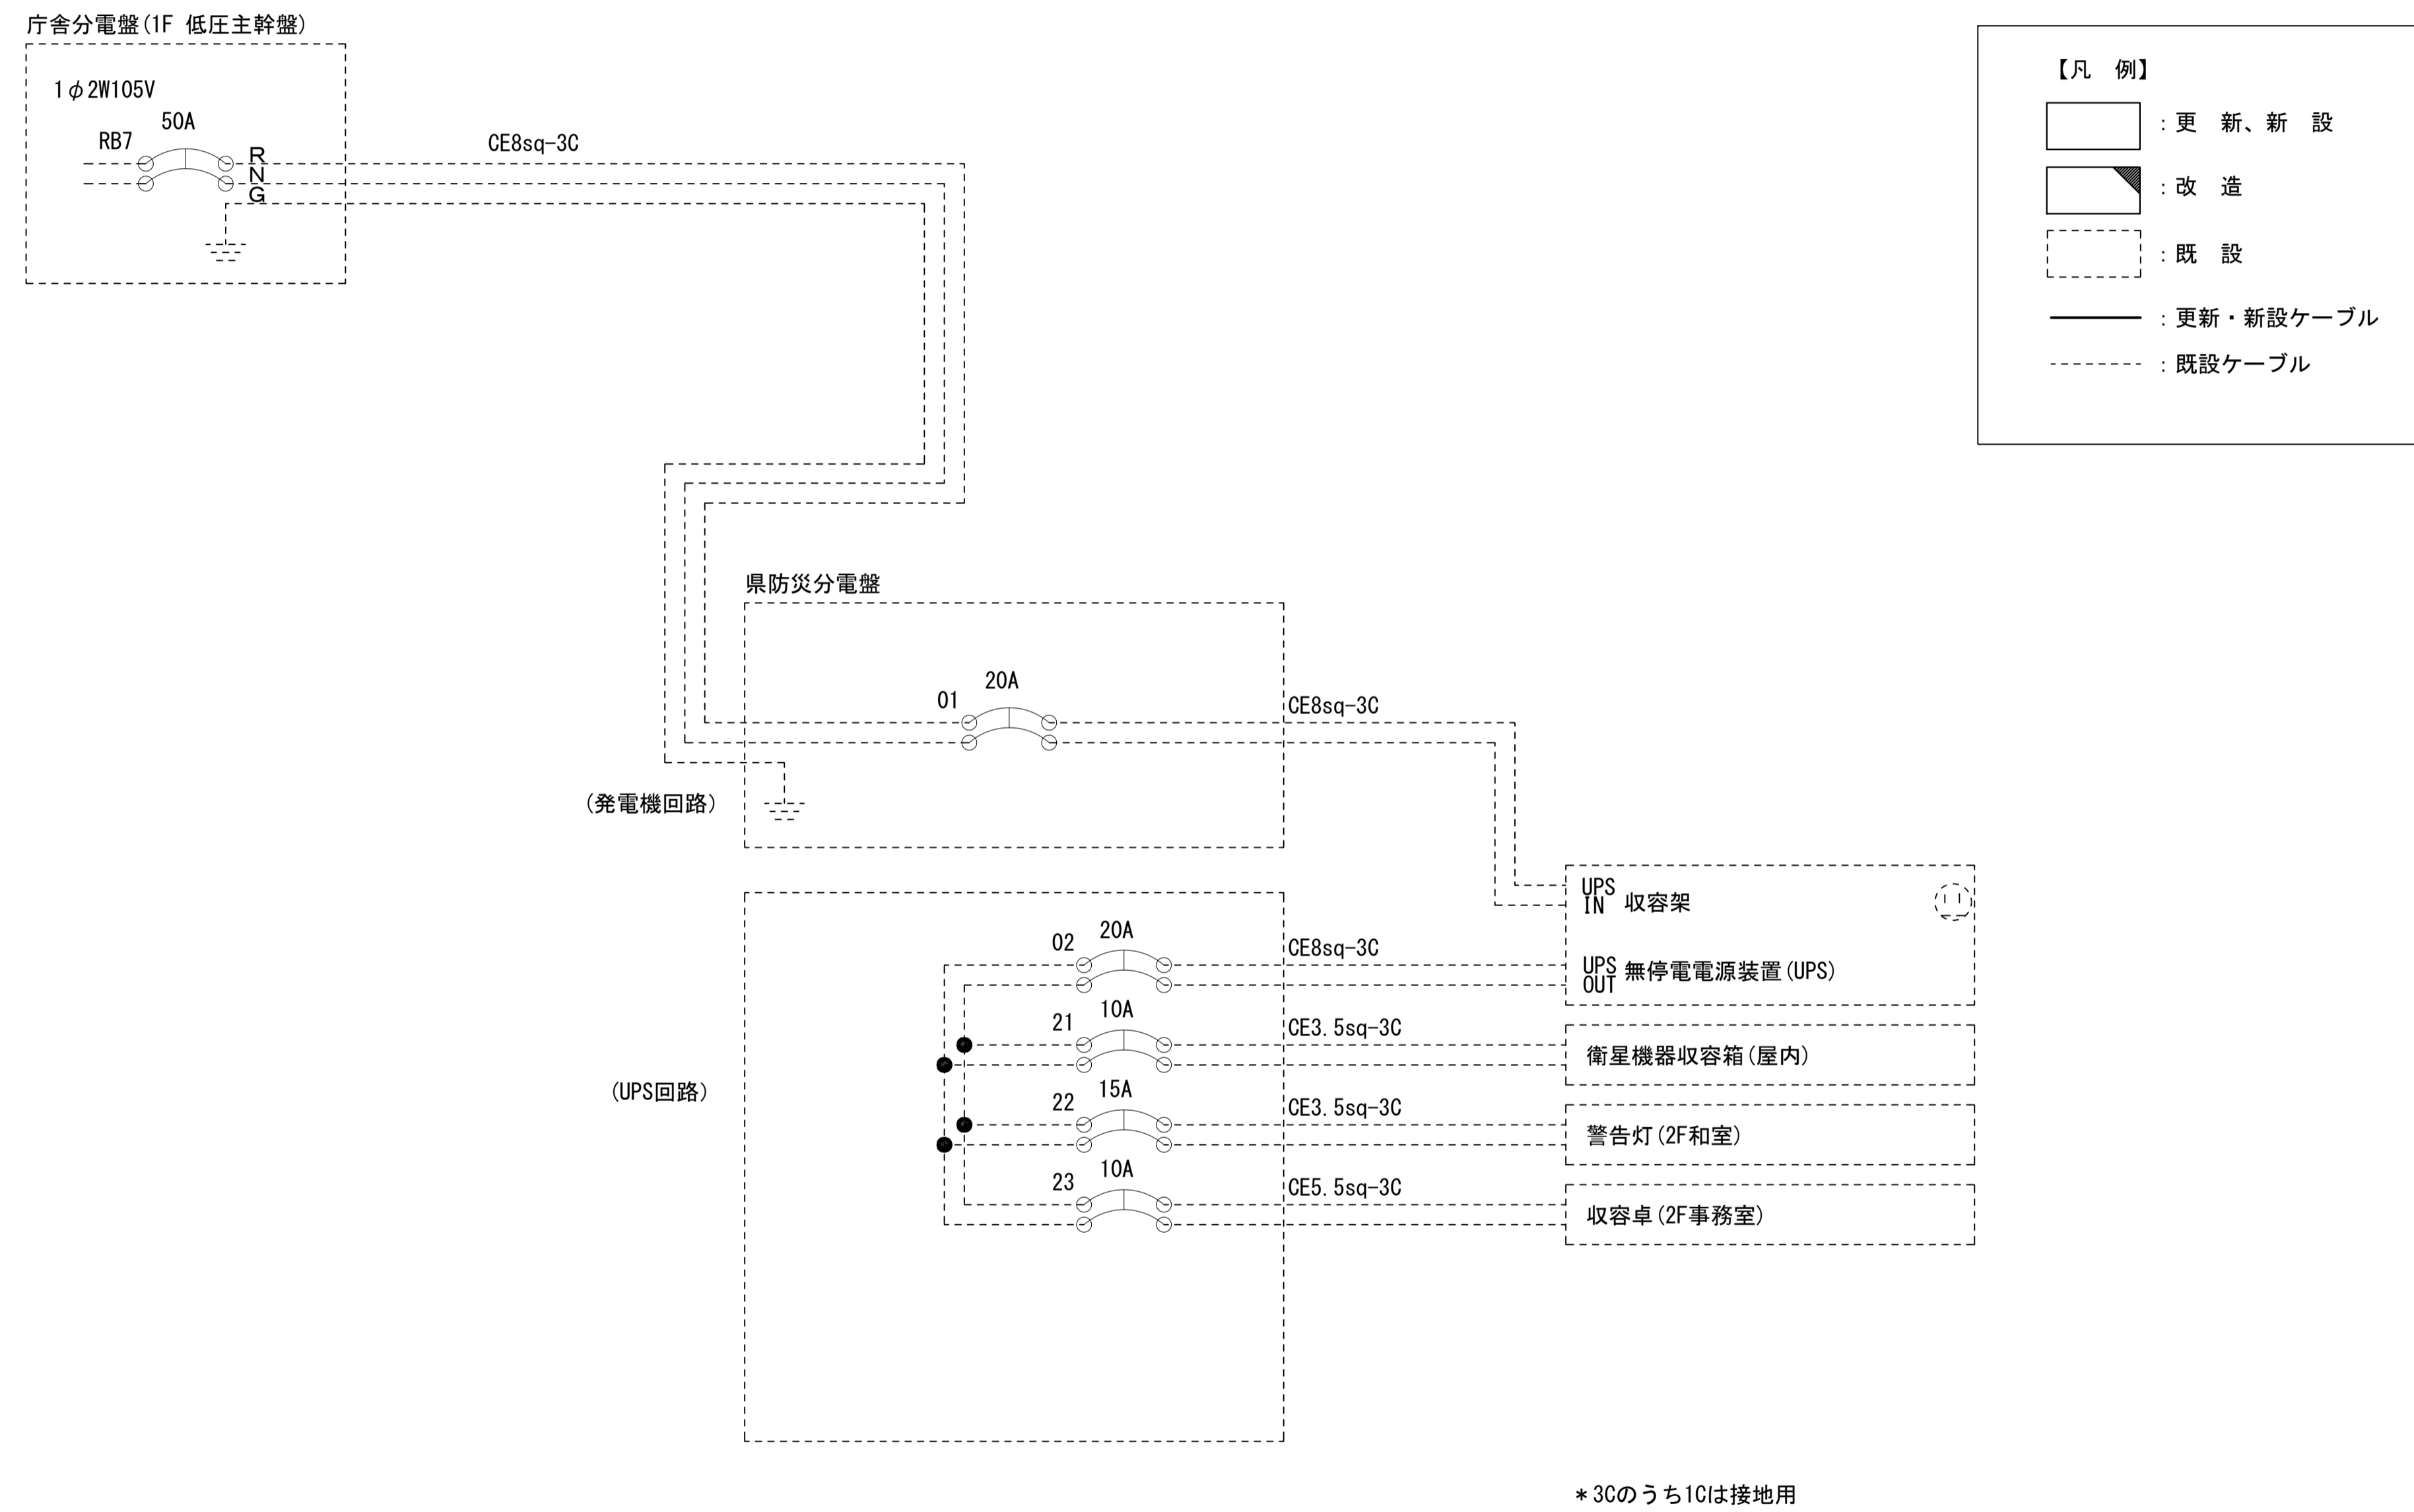 庁舎分電盤(1F 低圧主幹盤)
1φ2W105V
50A
RB7
R
N
G
CE8sq-3C
【凡　例】
：更　新、新　設
：改　造
：既　設
：更新・新設ケーブル
：既設ケーブル
県防災分電盤
20A
01
CE8sq-3C
(発電機回路)
UPS
IN
収容架
20A
02
CE8sq-3C
UPS
OUT
無停電電源装置(UPS)
10A
21
CE3.5sq-3C
衛星機器収容箱(屋内)
(UPS回路)
15A
22
CE3.5sq-3C
警告灯(2F和室)
10A
23
CE5.5sq-3C
収容卓(2F事務室)
＊3Cのうち1Cは接地用